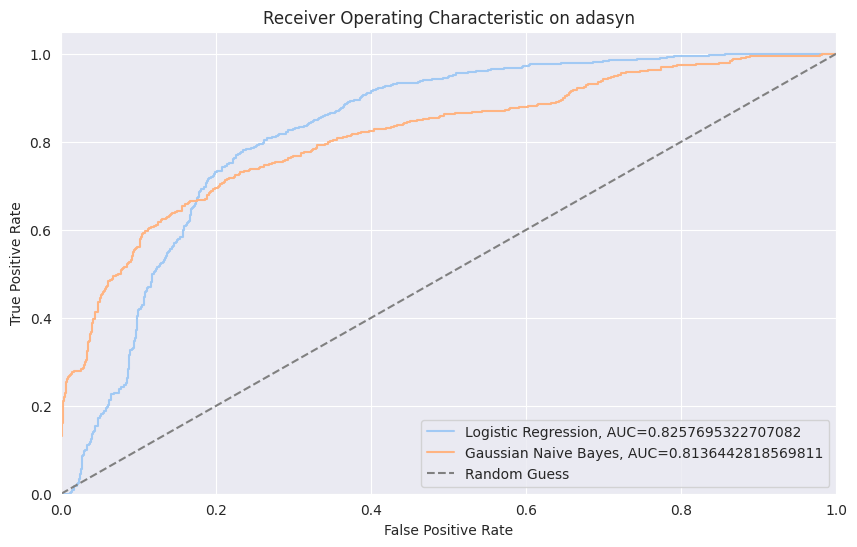 Receiver Operating Characteristic on adasyn
True Positive Rate
1.0
0.8
0.6
0.4
0.2
0.0
Logistic Regression, AUC=0.8257695322707082
Gaussian Naive Bayes, AUC=0.8136442818569811
Random Guess
0.0 0.2 0.4 0.6 0.8 1.0
False Positive Rate